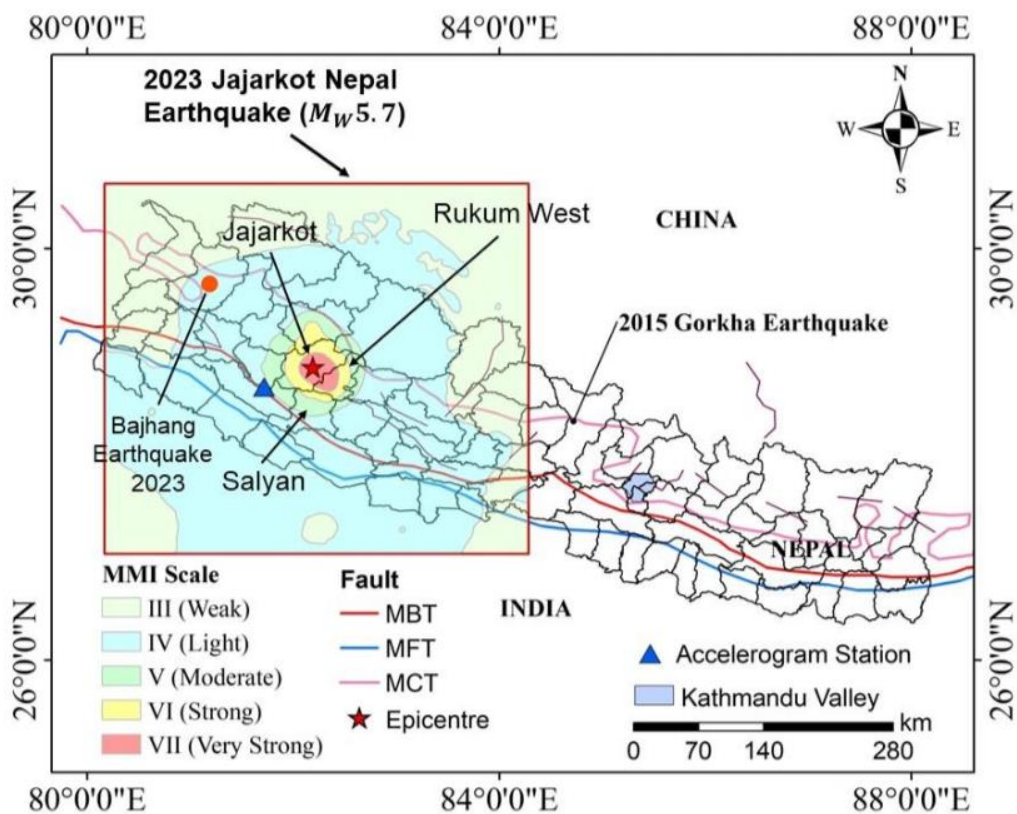 80°0'0"E 84°0'0"E 88°0'0"E
2023 Jajarkot Nepal
Earthquake (M_W 5.7)
N
W E
S
30°0'0"N
30°0'0"N
CHINA
Rukum West
Jajarkot
2015 Gorkha Earthquake
Bajhang
Earthquake
2023
Salyan
NEPAL
INDIA
MMI Scale
III (Weak)
IV (Light)
V (Moderate)
VI (Strong)
VII (Very Strong)
Fault
MBT
MFT
MCT
Epicentre
Accelerogram Station
Kathmandu Valley
km
0 70 140 280
26°0'0"N
26°0'0"N
80°0'0"E 84°0'0"E 88°0'0"E